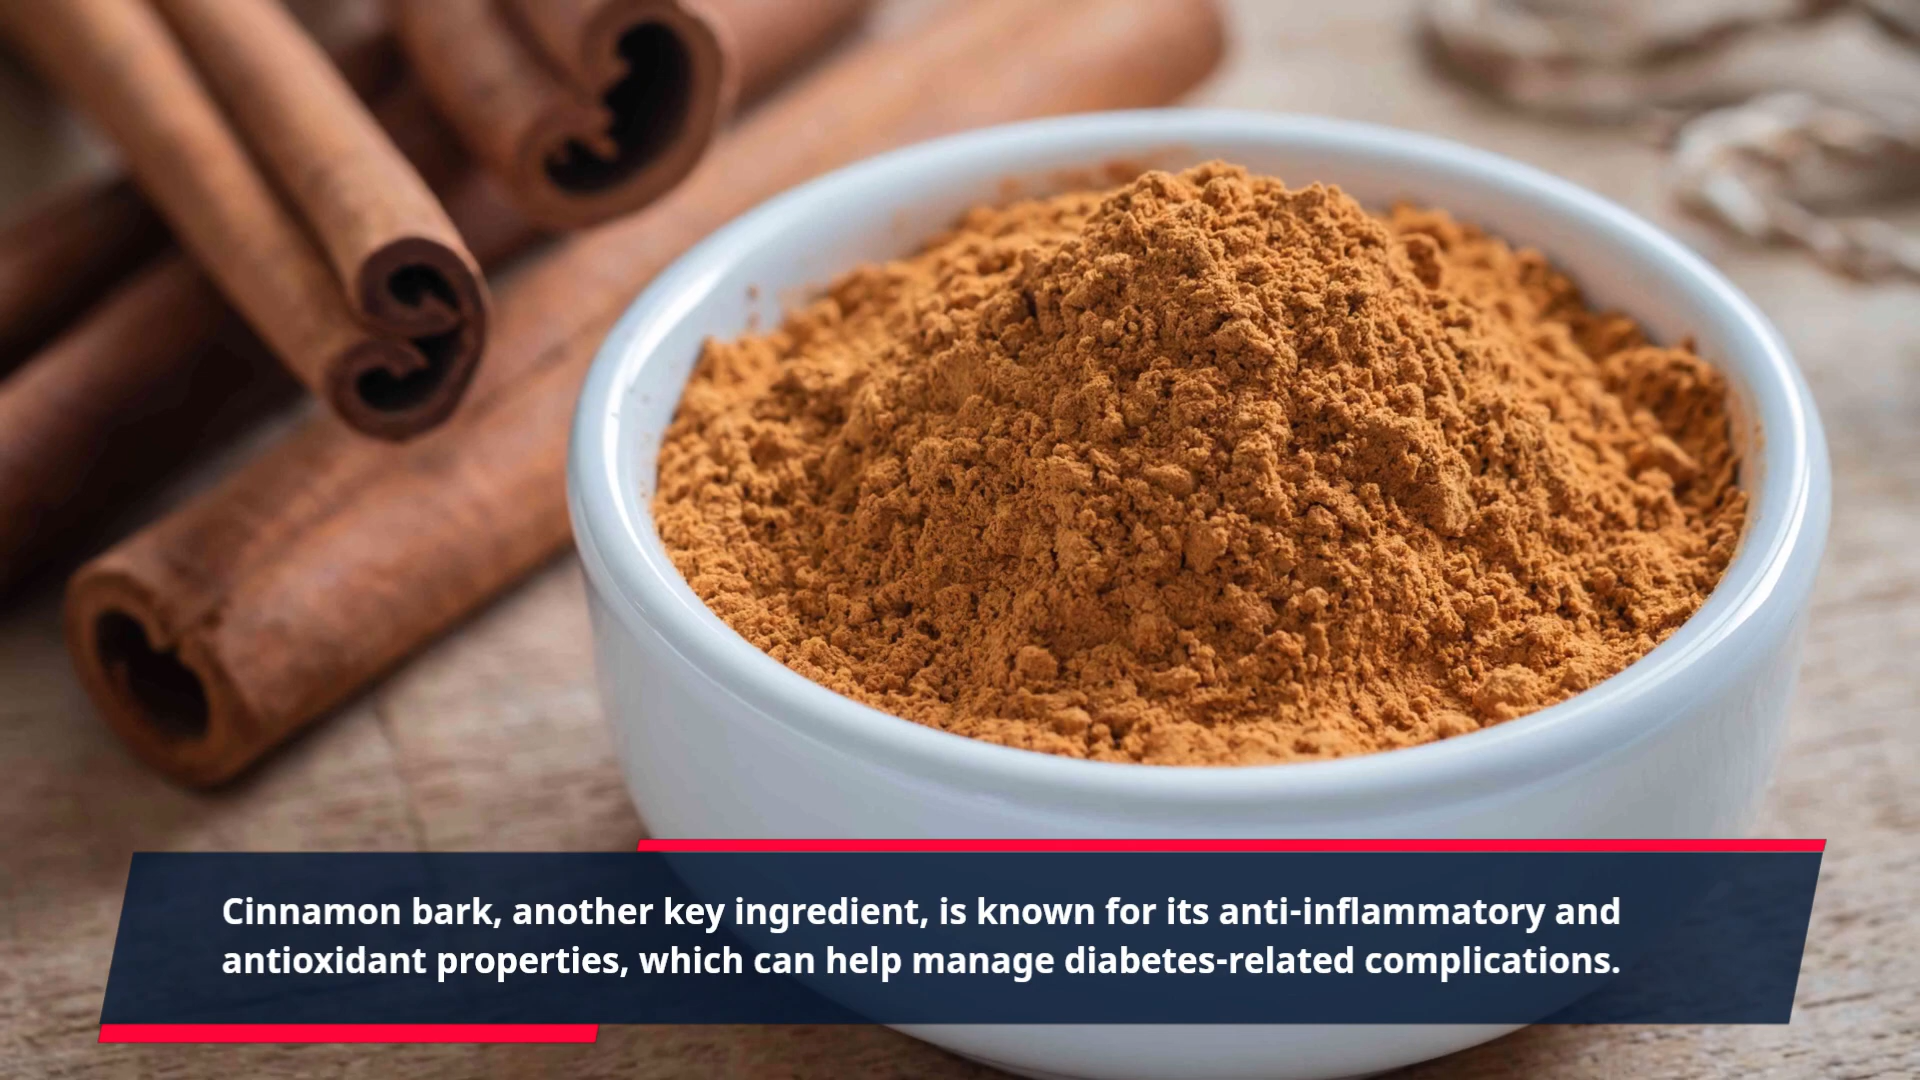 Cinnamon bark, another key ingredient, is known for its anti-inflammatory and
antioxidant properties, which can help manage diabetes-related complications.